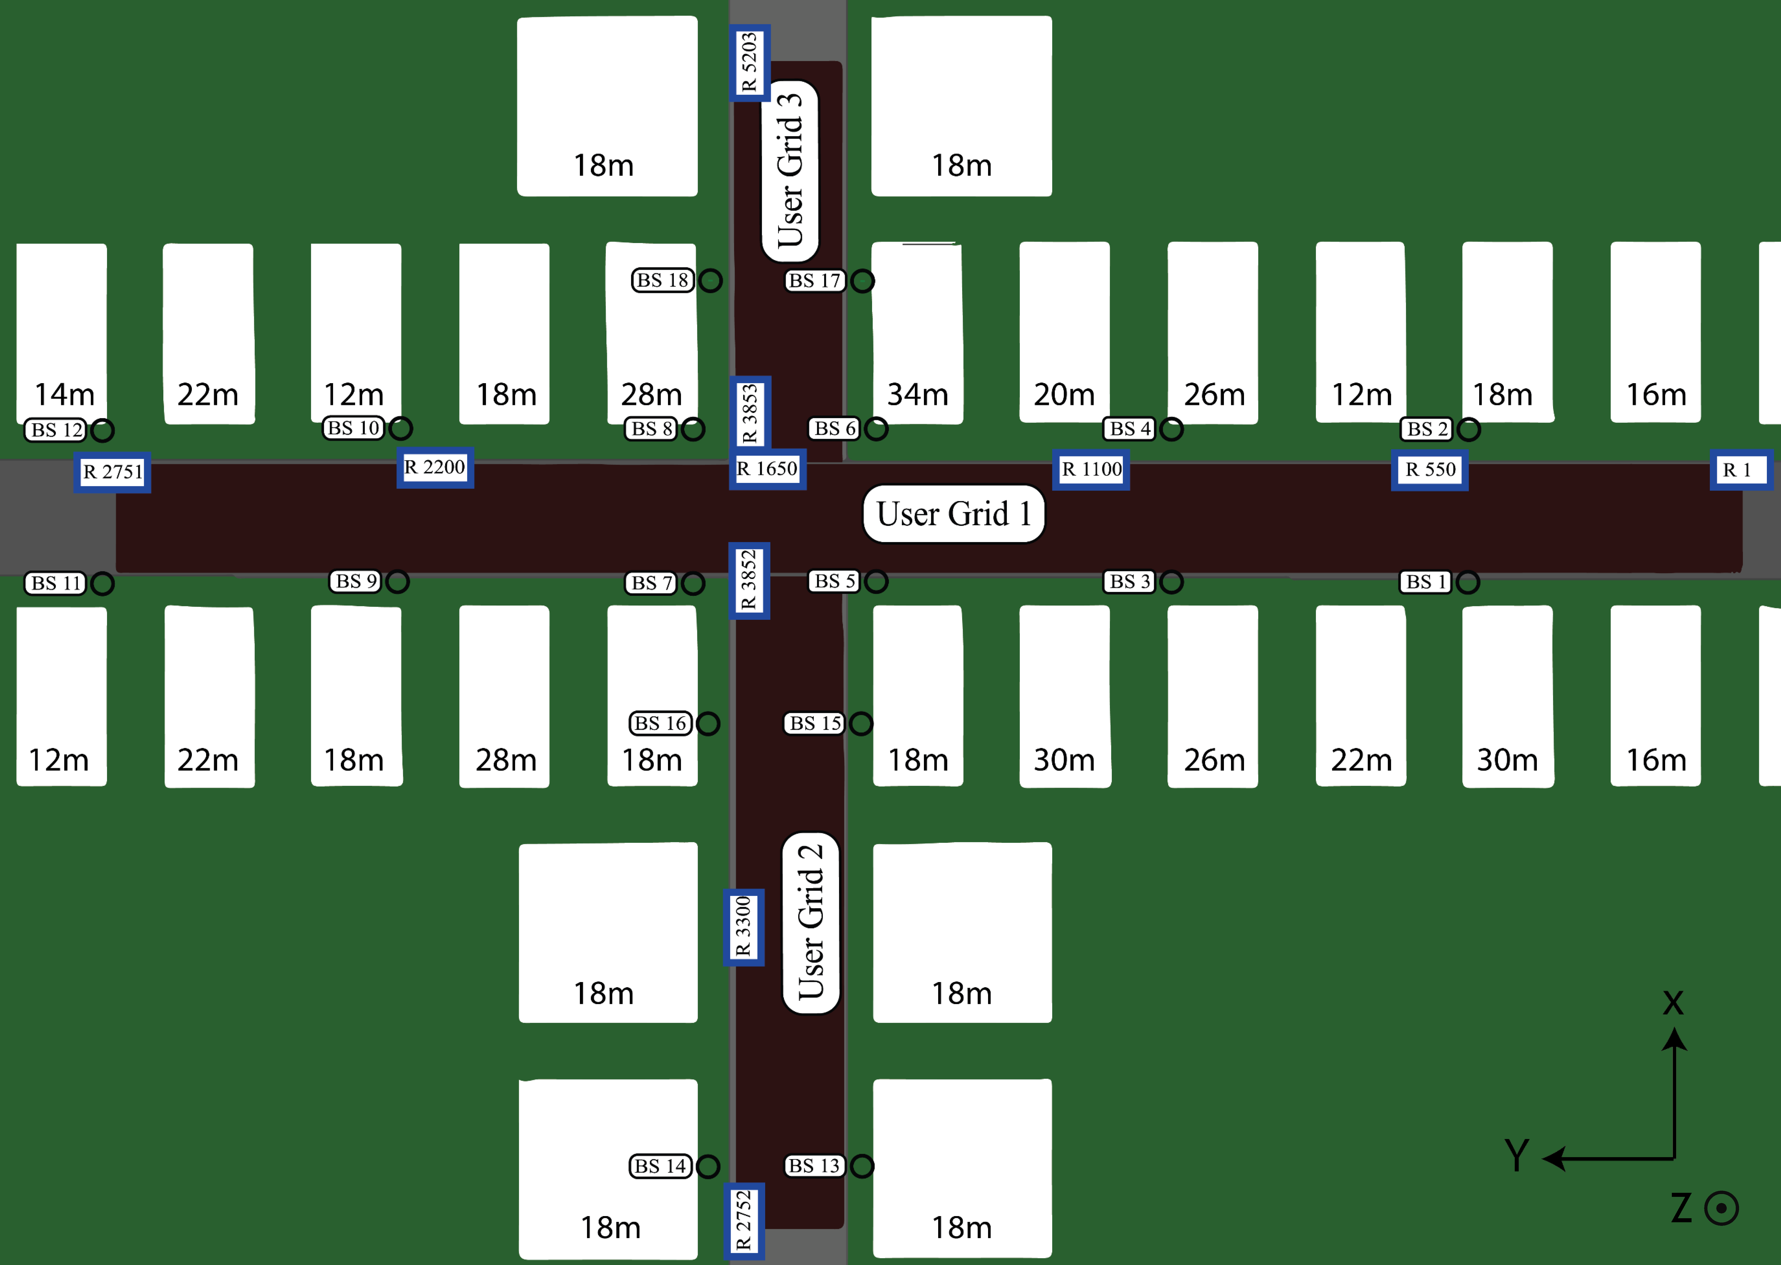 R 5203
User Grid 3
18m
18m
BS 18
BS 17
14m
22m
12m
18m
28m
R 3853
34m
20m
26m
12m
18m
16m
BS 12
BS 10
BS 8
BS 6
BS 4
BS 2
R 2751
R 2200
R 1650
R 1100
R 550
R 1
User Grid 1
BS 11
BS 9
BS 7
R 3852
BS 5
BS 3
BS 1
BS 16
BS 15
12m
22m
18m
28m
18m
18m
30m
26m
22m
30m
16m
User Grid 2
R 3300
18m
18m
X
Y
Z
BS 14
BS 13
R 2752
18m
18m